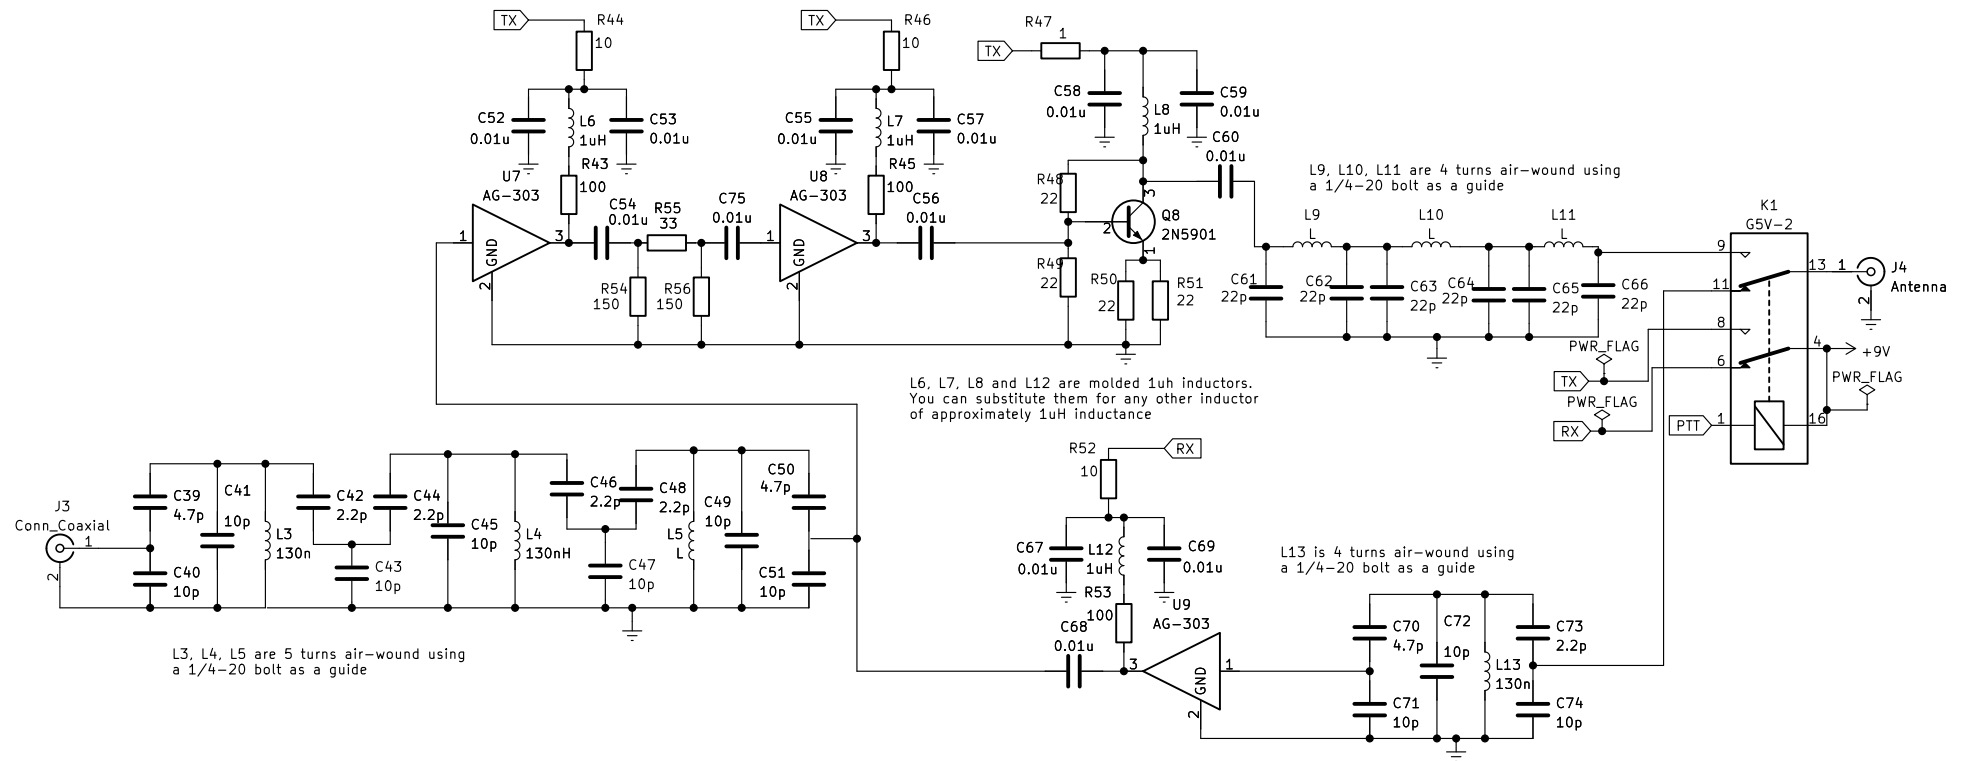 TX
R44
10
C52
0.01u
L6
1uH
C53
0.01u
R43
100
U7
AG-303
1
GND
2
3
C54
0.01u
R55
33
R54
150
R56
150
C75
0.01u
TX
R46
10
C55
0.01u
L7
1uH
C57
0.01u
R45
100
U8
AG-303
1
GND
2
3
C56
0.01u
TX
R47
1
C58
0.01u
L8
1uH
C59
0.01u
C60
0.01u
R48
22
R49
22
Q8
2N5901
3
2
1
R50
22
R51
22
L9, L10, L11 are 4 turns air-wound using
a 1/4-20 bolt as a guide
L9
L
L10
L
L11
L
C61
22p
C62
22p
C63
22p
C64
22p
C65
22p
C66
22p
K1
G5V-2
9
11
8
6
1
13
4
16
1
J4
Antenna
2
+9V
PWR_FLAG
PWR_FLAG
TX
PWR_FLAG
RX
PTT
L6, L7, L8 and L12 are molded 1uh inductors.
You can substitute them for any other inductor
of approximately 1uH inductance
J3
Conn_Coaxial
1
2
C39
4.7p
C40
10p
C41
10p
L3
130n
C42
2.2p
C43
10p
C44
2.2p
C45
10p
L4
130nH
C46
2.2p
C47
10p
C48
2.2p
L5
L
C49
10p
C50
4.7p
C51
10p
L3, L4, L5 are 5 turns air-wound using
a 1/4-20 bolt as a guide
R52
10
RX
C67
0.01u
L12
1uH
C69
0.01u
R53
100
C68
0.01u
U9
AG-303
3
GND
1
2
L13 is 4 turns air-wound using
a 1/4-20 bolt as a guide
C70
4.7p
C71
10p
C72
10p
L13
130n
C73
2.2p
C74
10p